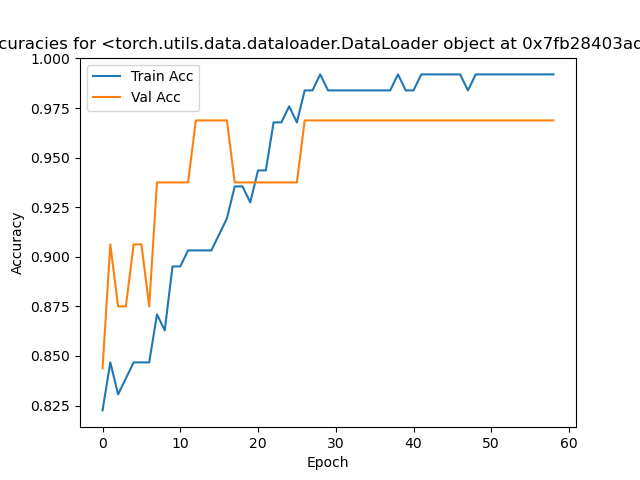 curacies for <torch.utils.data.dataloader.DataLoader object at 0x7fb28403ac
1.000
0.975
0.950
0.925
0.900
0.875
0.850
0.825
Train Acc
Val Acc
Accuracy
0 10 20 30 40 50 60
Epoch